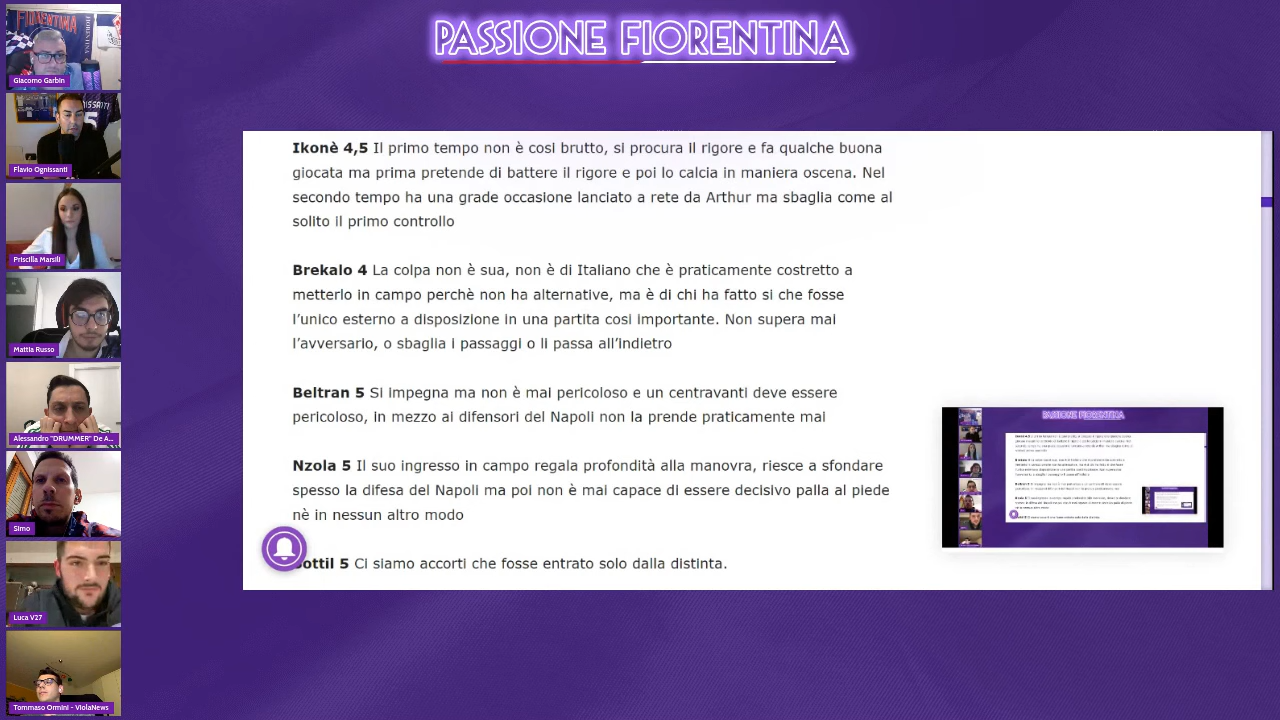 PASSIONE FIORENTINA
FIORENTINA
Giacomo Garbin
Flavio Ognissanti
Priscilla Marsili
Mattia Russo
Alessandro "DRUMMER" De A...
Simo
Luca V27
Tommaso Ormini - ViolaNews
Ikonè 4,5 Il primo tempo non è cosi brutto, si procura il rigore e fa qualche buona
giocata ma prima pretende di battere il rigore e poi lo calcia in maniera oscena. Nel
secondo tempo ha una grade occasione lanciato a rete da Arthur ma sbaglia come al
solito il primo controllo
Brekalo 4 La colpa non è sua, non è di Italiano che è praticamente costretto a
metterlo in campo perchè non ha alternative, ma è di chi ha fatto si che fosse
l'unico esterno a disposizione in una partita cosi importante. Non supera mai
l'avversario, o sbaglia i passaggi o li passa all'indietro
Beltran 5 Si impegna ma non è mai pericoloso e un centravanti deve essere
pericoloso, in mezzo ai difensori del Napoli non la prende praticamente mai
Nzola 5 Il suo ingresso in campo regala profondità alla manovra, riesce a sfondare
spesso la difesa del Napoli ma poi non è mai capace di essere decisivo palla al piede
nè in nessun altro modo
ottil 5 Ci siamo accorti che fosse entrato solo dalla distinta.
PASSIONE FIORENTINA